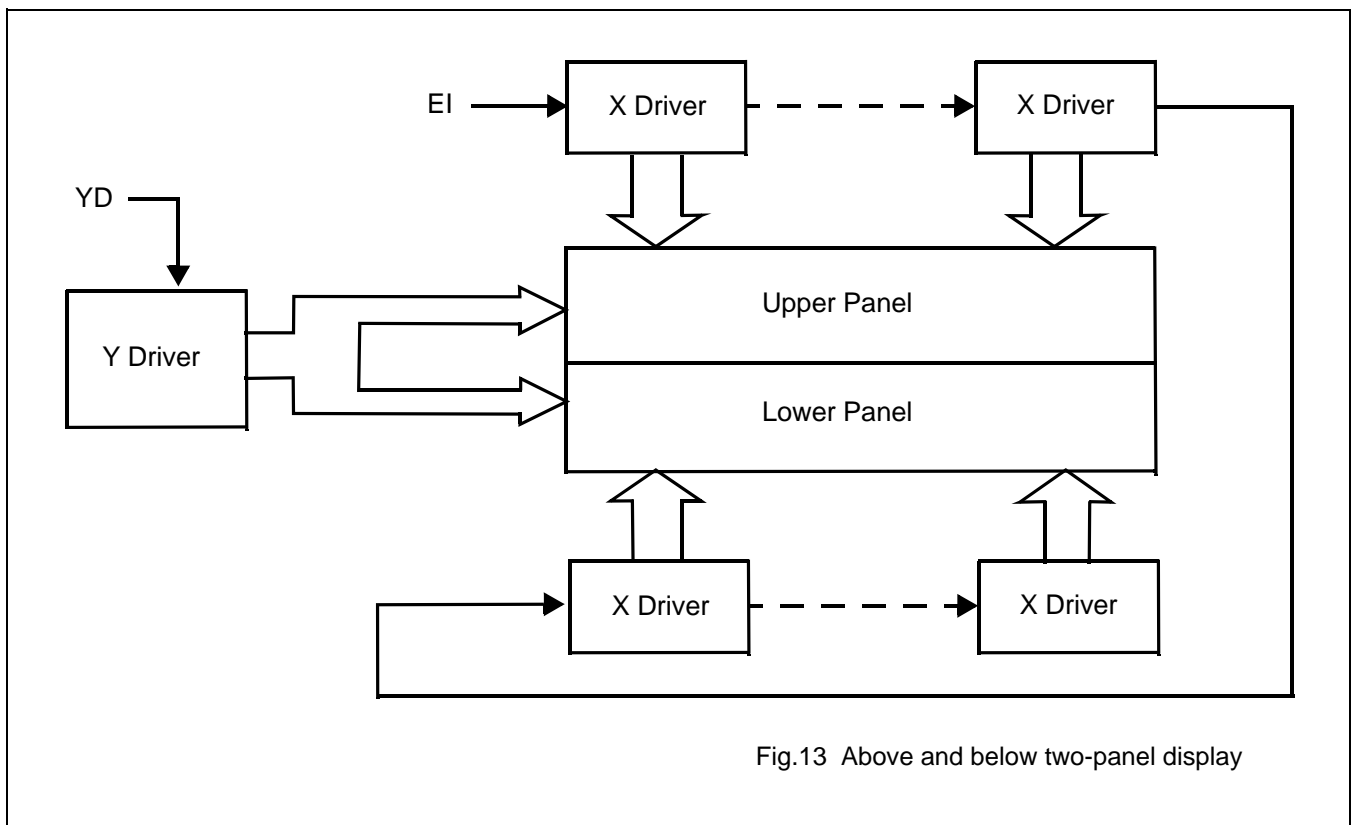 EI
X Driver
X Driver
YD
Y Driver
Upper Panel
Lower Panel
X Driver
X Driver
Fig.13 Above and below two-panel display